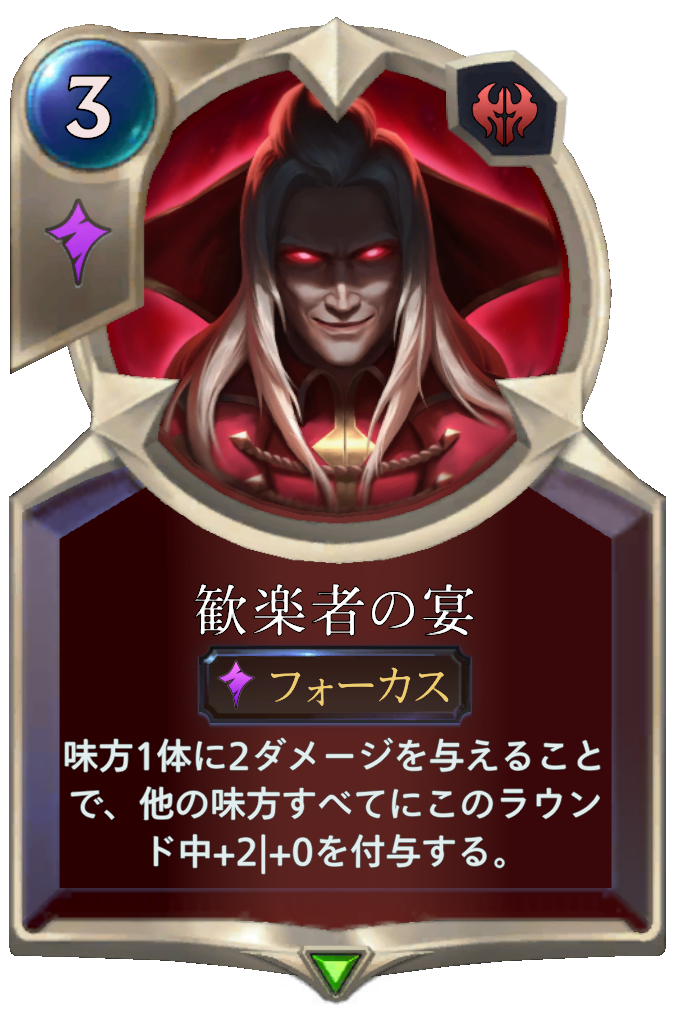 3
歓楽者の宴
フォーカス
味方1体に2ダメージを与えること
で、他の味方すべてにこのラウン
ド中+2|+0を付与する。